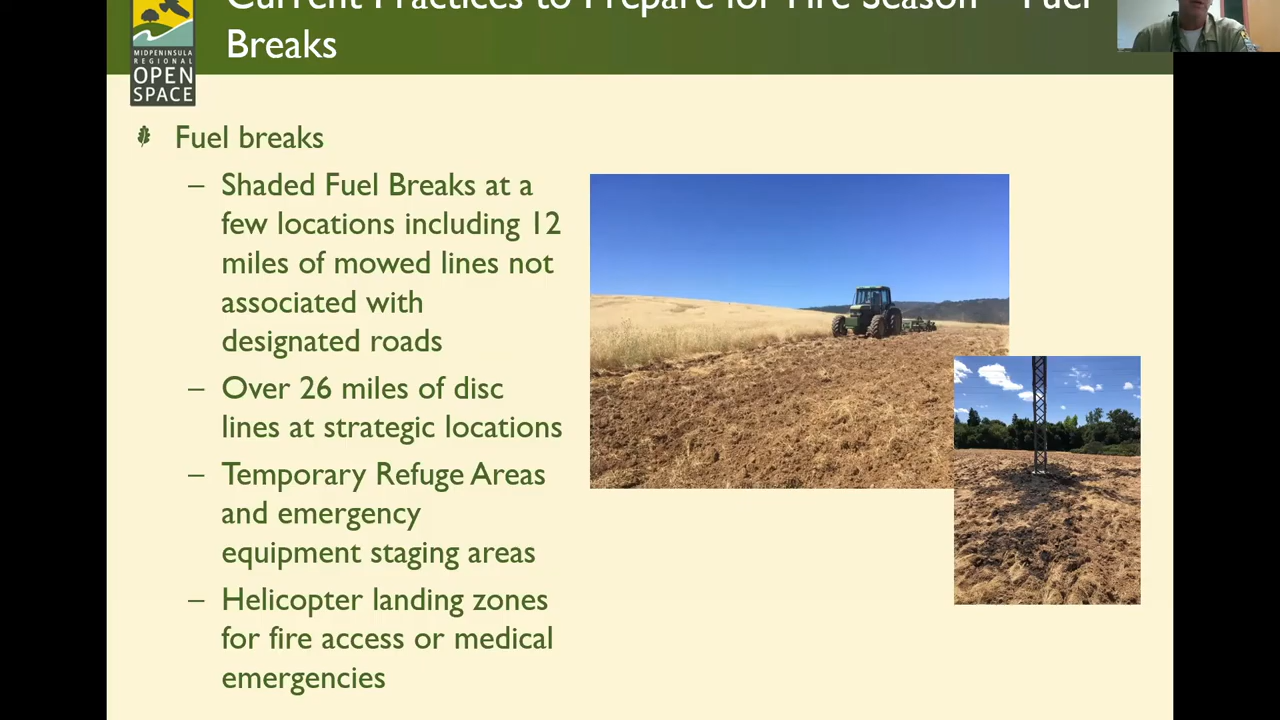 Current Practices to Prepare for Fire Season – Fuel
Breaks
MIDPENINSULA
REGIONAL
OPEN
SPACE
Fuel breaks
– Shaded Fuel Breaks at a
few locations including 12
miles of mowed lines not
associated with
designated roads
– Over 26 miles of disc
lines at strategic locations
– Temporary Refuge Areas
and emergency
equipment staging areas
– Helicopter landing zones
for fire access or medical
emergencies